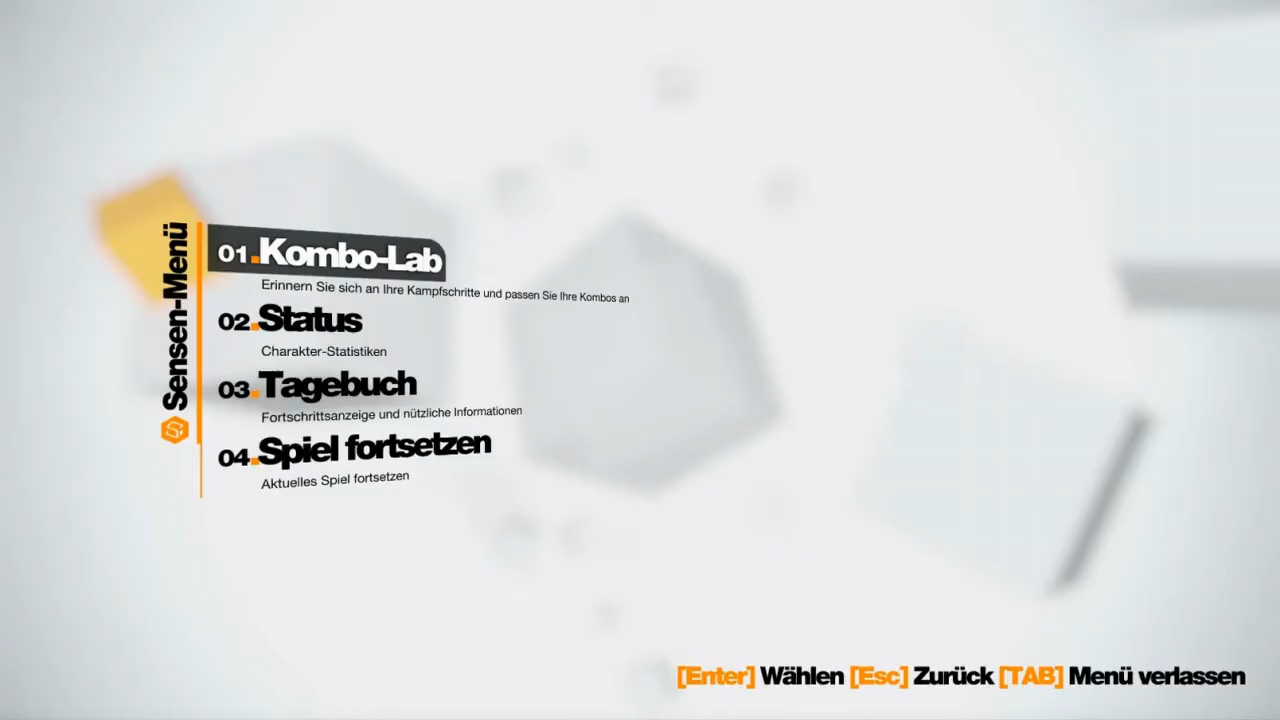 Sensen-Menü
01.Kombo-Lab
Erinnern Sie sich an Ihre Kampfschritte und passen Sie Ihre Kombos an
02.Status
Charakter-Statistiken
03.Tagebuch
Fortschrittsanzeige und nützliche Informationen
04.Spiel fortsetzen
Aktuelles Spiel fortsetzen
[Enter] Wählen [Esc] Zurück [TAB] Menü verlassen